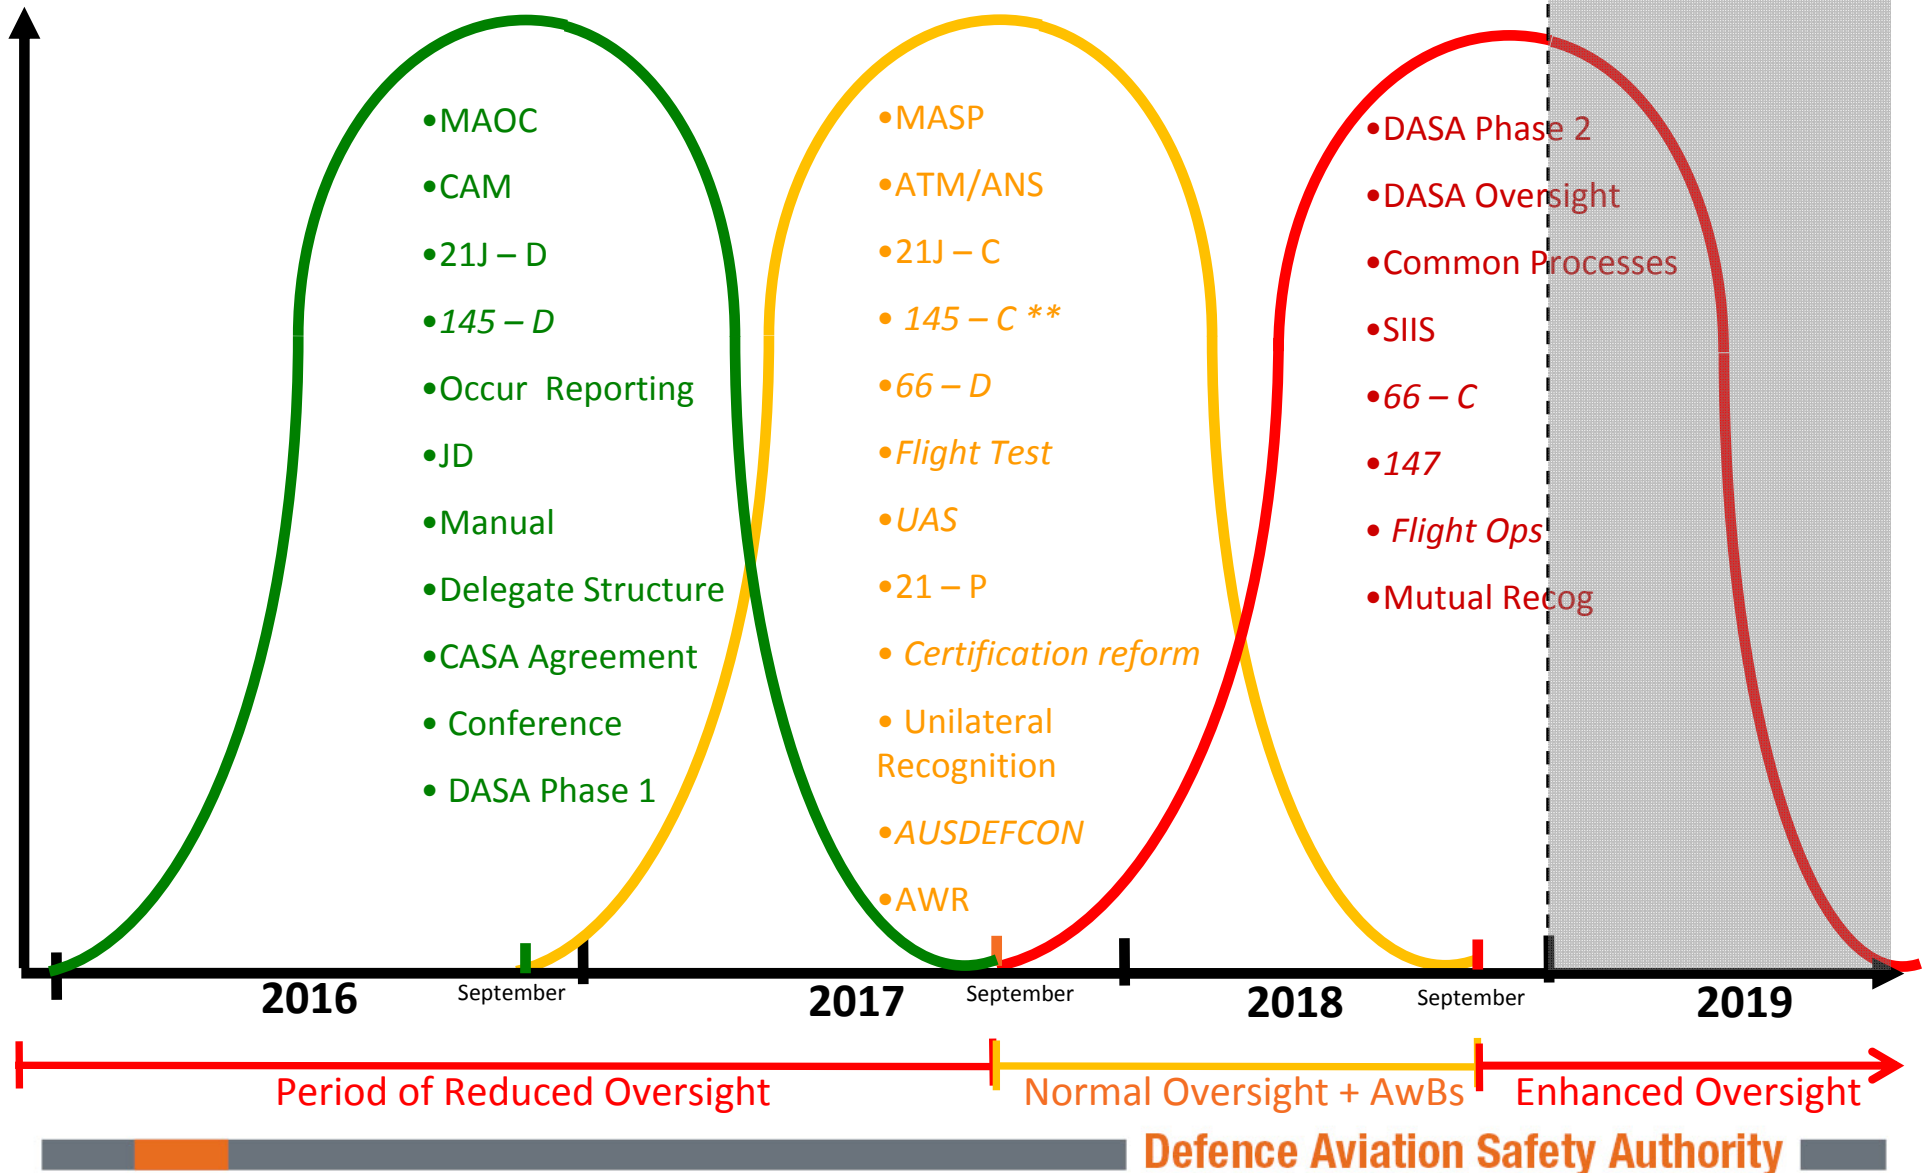 •MAOC
•CAM
•21J – D
•145 – D
•Occur  Reporting
•JD
•Manual
•Delegate Structure
•CASA Agreement
• Conference
• DASA Phase 1
•MASP
•ATM/ANS
•21J – C
• 145 – C **
•66 – D
•Flight Test
•UAS
•21 – P
• Certification reform
• Unilateral
Recognition
•AUSDEFCON
•AWR
•DASA Phase 2
•DASA Oversight
•Common Processes
•SIIS
•66 – C
•147
• Flight Ops
•Mutual Recog
2016 September 2017 September 2018 September 2019
Period of Reduced Oversight Normal Oversight + AwBs Enhanced Oversight
Defence Aviation Safety Authority